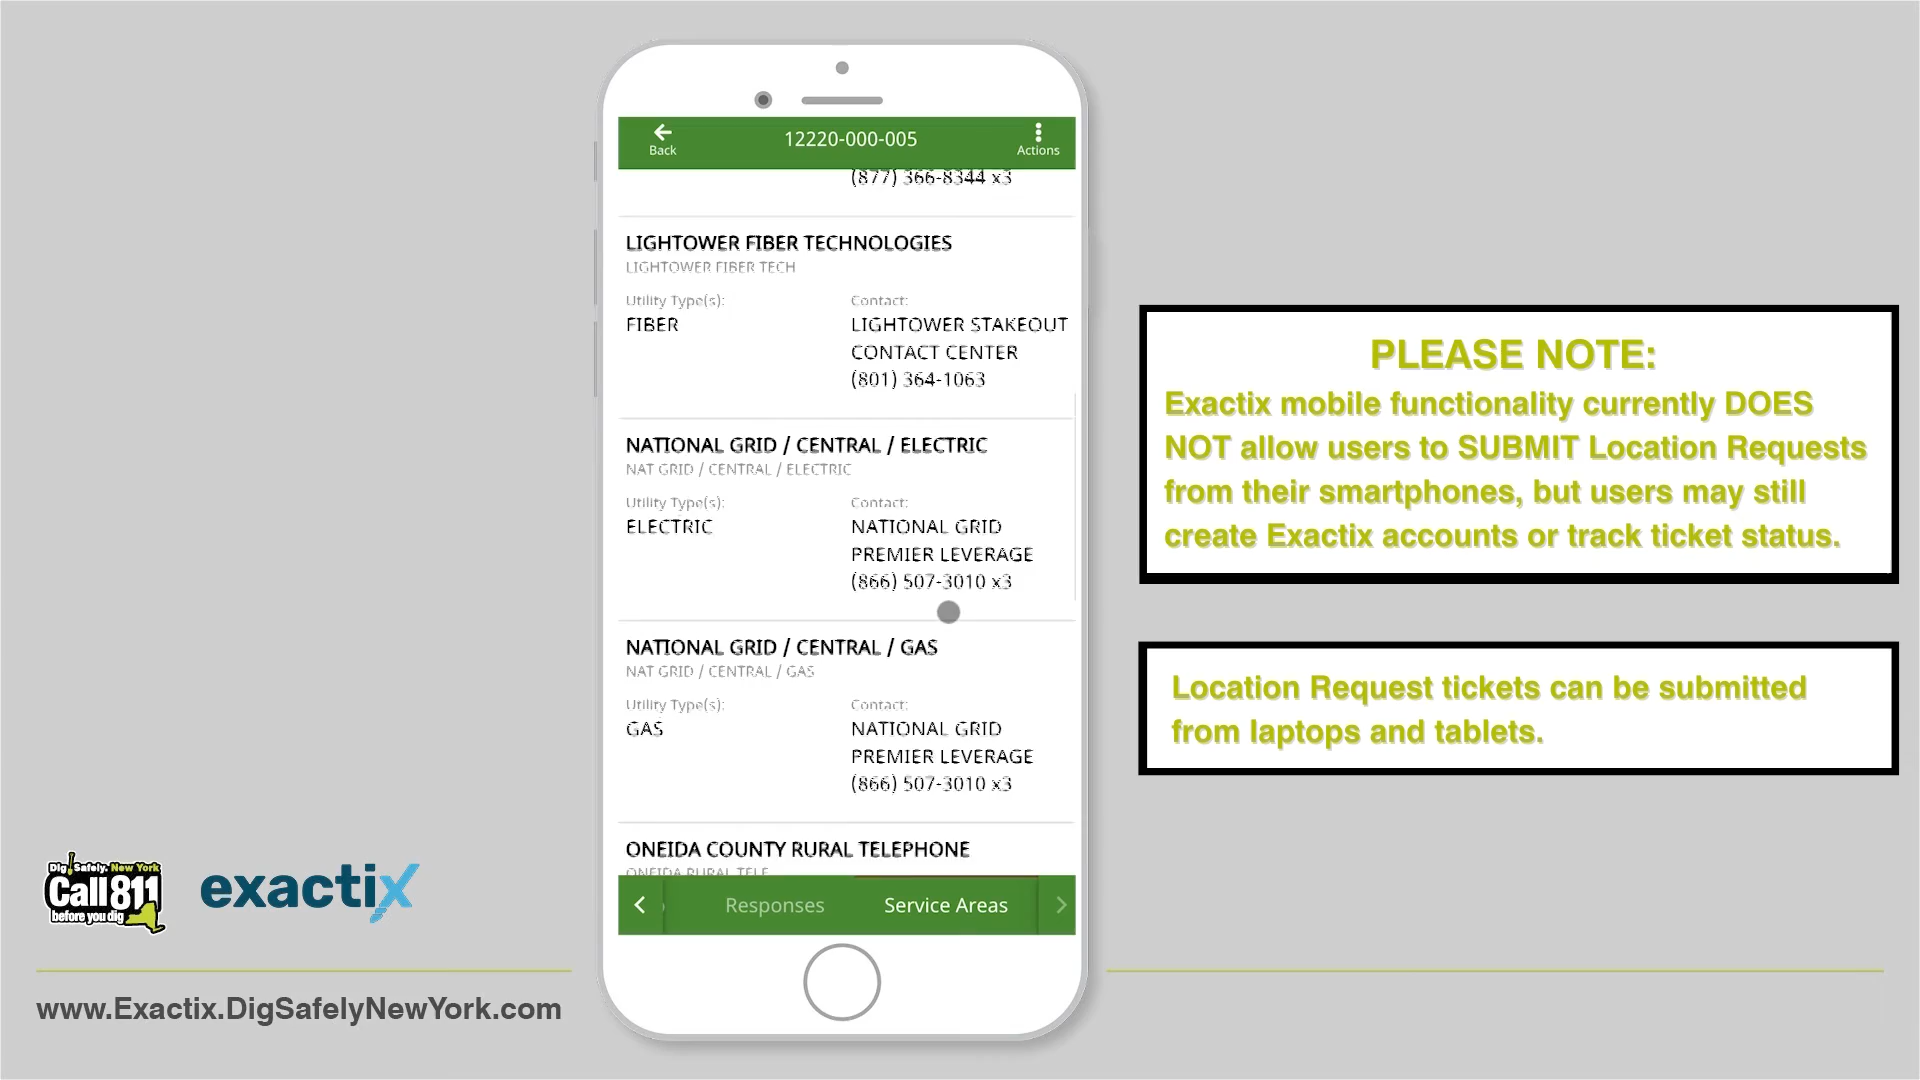 Back
12220-000-005
Actions
(877) 366-8344 x3
LIGHTOWER FIBER TECHNOLOGIES
LIGHTOWER FIBER TECH
Utility Type(s):
FIBER
Contact:
LIGHTOWER STAKEOUT
CONTACT CENTER
(801) 364-1063
NATIONAL GRID / CENTRAL / ELECTRIC
NAT GRID / CENTRAL / ELECTRIC
Utility Type(s):
ELECTRIC
Contact:
NATIONAL GRID
PREMIER LEVERAGE
(866) 507-3010 x3
NATIONAL GRID / CENTRAL / GAS
NAT GRID / CENTRAL / GAS
Utility Type(s):
GAS
Contact:
NATIONAL GRID
PREMIER LEVERAGE
(866) 507-3010 x3
ONEIDA COUNTY RURAL TELEPHONE
ONEIDA RURAL TELE
Responses
Service Areas
PLEASE NOTE:
Exactix mobile functionality currently DOES
NOT allow users to SUBMIT Location Requests
from their smartphones, but users may still
create Exactix accounts or track ticket status.
Location Request tickets can be submitted
from laptops and tablets.
Dig Safely. New York
Call 811
before you dig
exactix
www.Exactix.DigSafelyNewYork.com